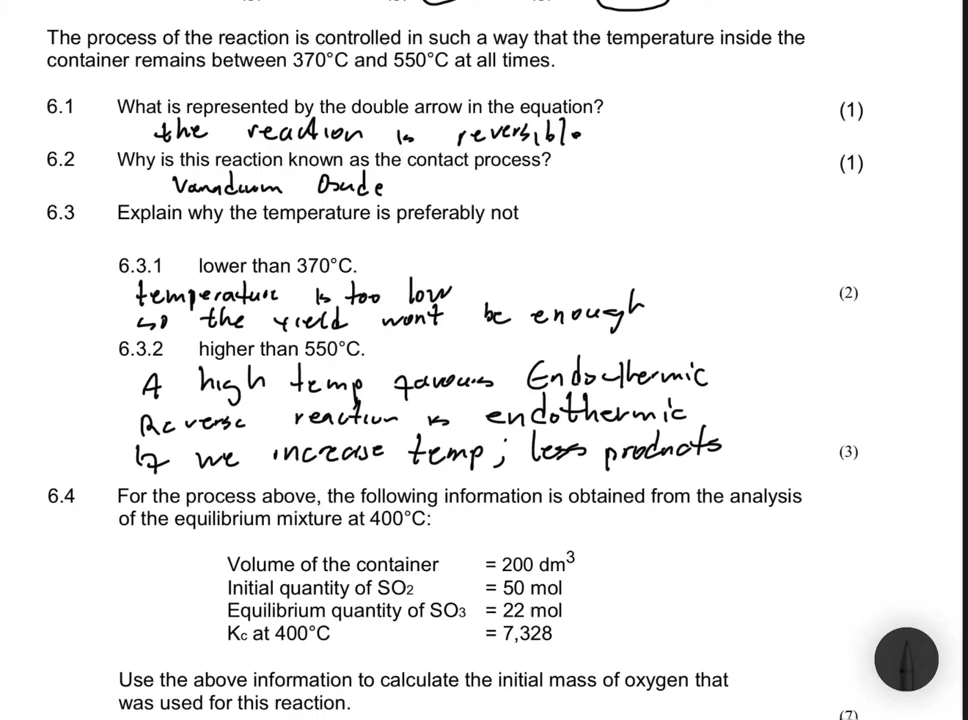 The process of the reaction is controlled in such a way that the temperature inside the
container remains between 370°C and 550°C at all times.
6.1 What is represented by the double arrow in the equation? (1)
the reaction is reversible
6.2 Why is this reaction known as the contact process? (1)
Vanadium Oxide
6.3 Explain why the temperature is preferably not
6.3.1 lower than 370°C.
temperature is too low (2)
so the yield wont be enough
6.3.2 higher than 550°C.
A high temp favours Endothermic
Reverse reaction is endothermic
If we increase temp; less products (3)
6.4 For the process above, the following information is obtained from the analysis
of the equilibrium mixture at 400°C:
Volume of the container = 200 dm³
Initial quantity of SO₂ = 50 mol
Equilibrium quantity of SO₃ = 22 mol
Kc at 400°C = 7,328
Use the above information to calculate the initial mass of oxygen that
was used for this reaction.
(7)